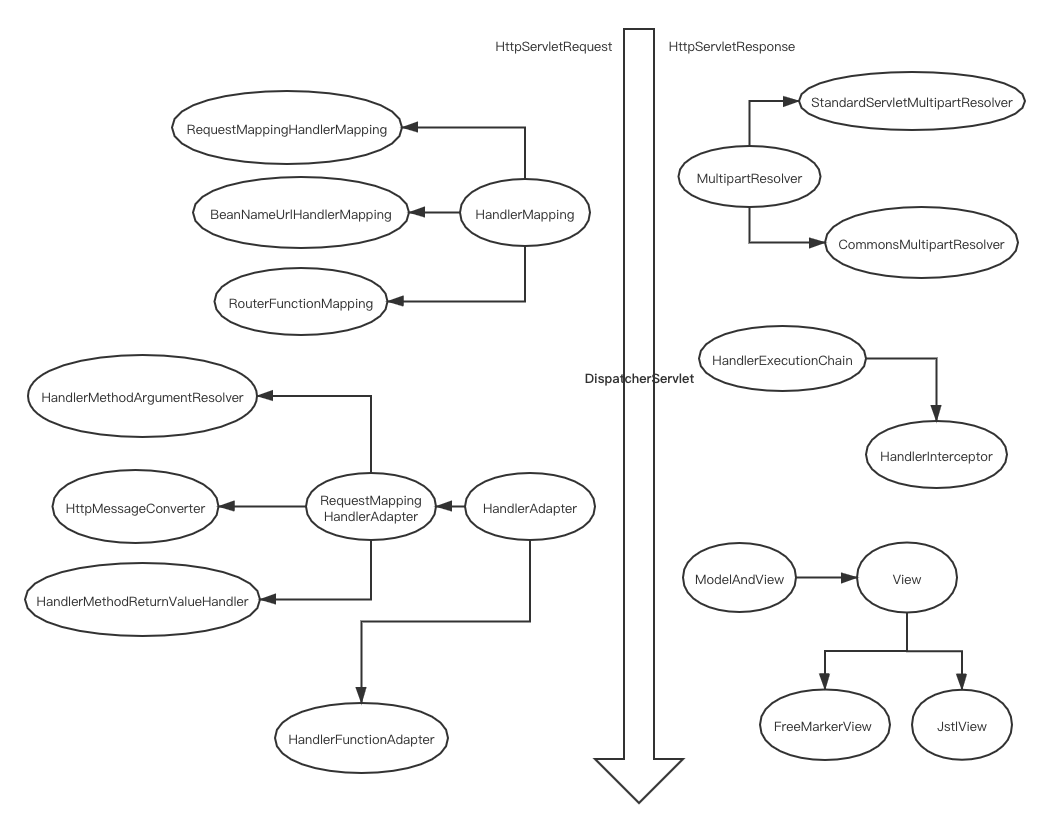 HttpServletRequest
HttpServletResponse
StandardServletMultipartResolver
RequestMappingHandlerMapping
MultipartResolver
BeanNameUrlHandlerMapping
HandlerMapping
CommonsMultipartResolver
RouterFunctionMapping
HandlerExecutionChain
DispatcherServlet
HandlerMethodArgumentResolver
HandlerInterceptor
HttpMessageConverter
RequestMapping
HandlerAdapter
HandlerAdapter
ModelAndView
View
HandlerMethodReturnValueHandler
FreeMarkerView
JstlView
HandlerFunctionAdapter